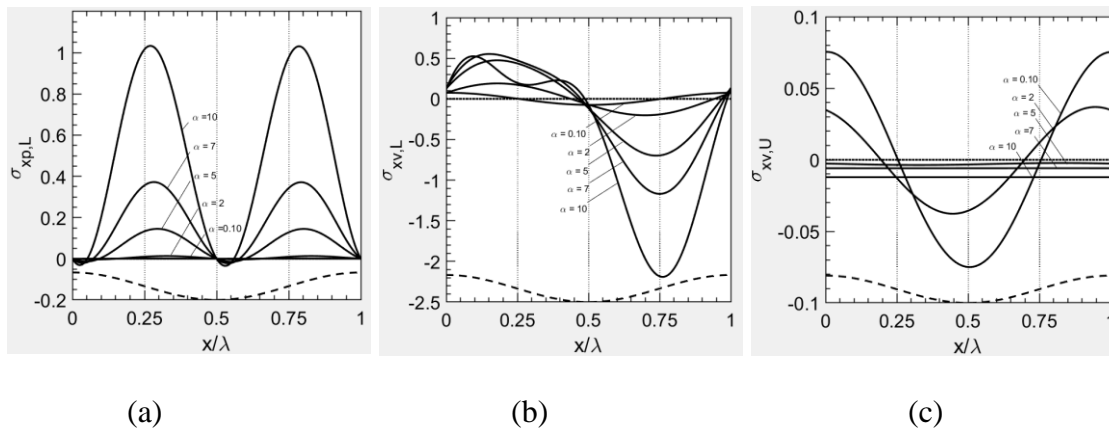 1
0.8
0.6
0.4
0.2
0
-0.2
σxp,L
α =10
α = 7
α = 5
α = 2
α =0.10
0 0.25 0.5 0.75 1
x/λ
1
0.5
0
-0.5
-1
-1.5
-2
-2.5
σxv,L
α = 0.10
α = 2
α = 5
α = 7
α = 10
0 0.25 0.5 0.75 1
x/λ
0.1
0.05
0
-0.05
-0.1
σxv,U
α = 0.10
α = 2
α = 5
α =7
α = 10
0 0.25 0.5 0.75 1
x/λ
(a) (b) (c)